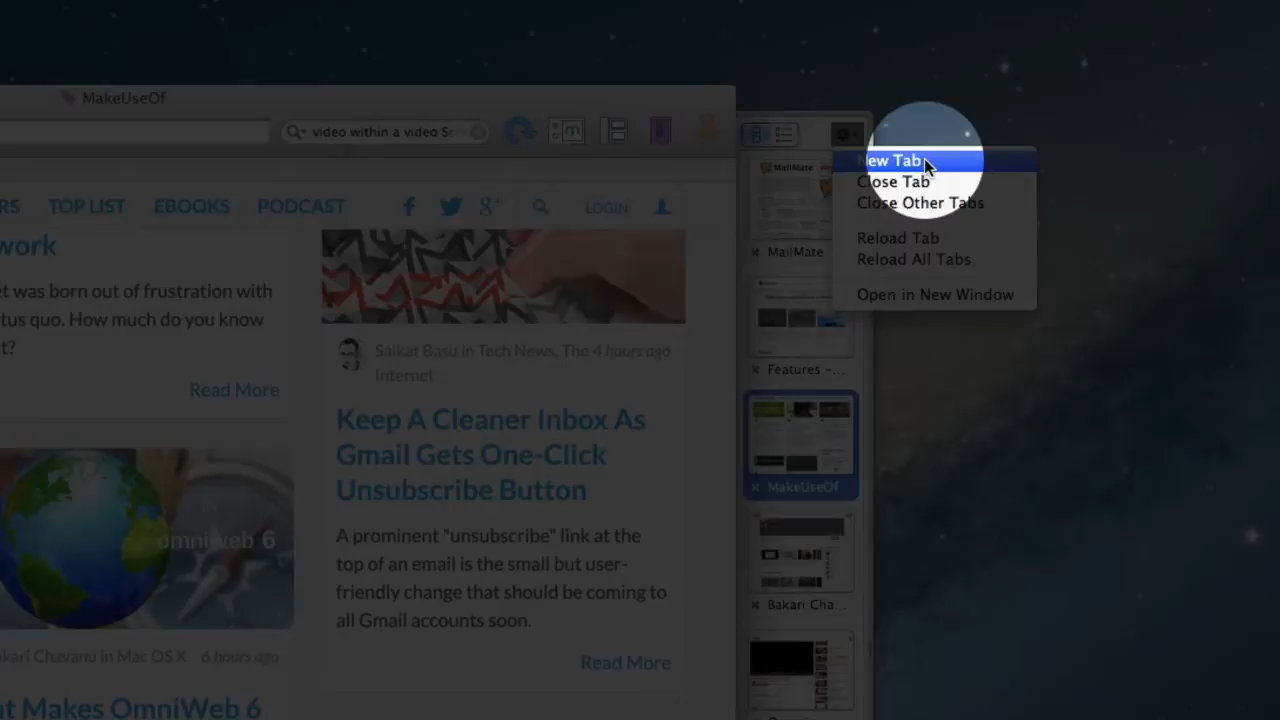 MakeUseOf
video within a video Sc
RS TOP LIST EBOOKS PODCAST LOGIN
work
et was born out of frustration with
tus quo. How much do you know
t?
Read More
omniweb 6
kari Chavanu in Mac OS X 6 hours ago
at Makes OmniWeb 6
Saikat Basu in Tech News, The 4 hours ago
Internet
Keep A Cleaner Inbox As
Gmail Gets One-Click
Unsubscribe Button
A prominent "unsubscribe" link at the
top of an email is the small but user-
friendly change that should be coming to
all Gmail accounts soon.
Read More
MailMate
MailMate
Features -...
MakeUseOf
Bakari Cha...
New Tab
Close Tab
Close Other Tabs
Reload Tab
Reload All Tabs
Open in New Window